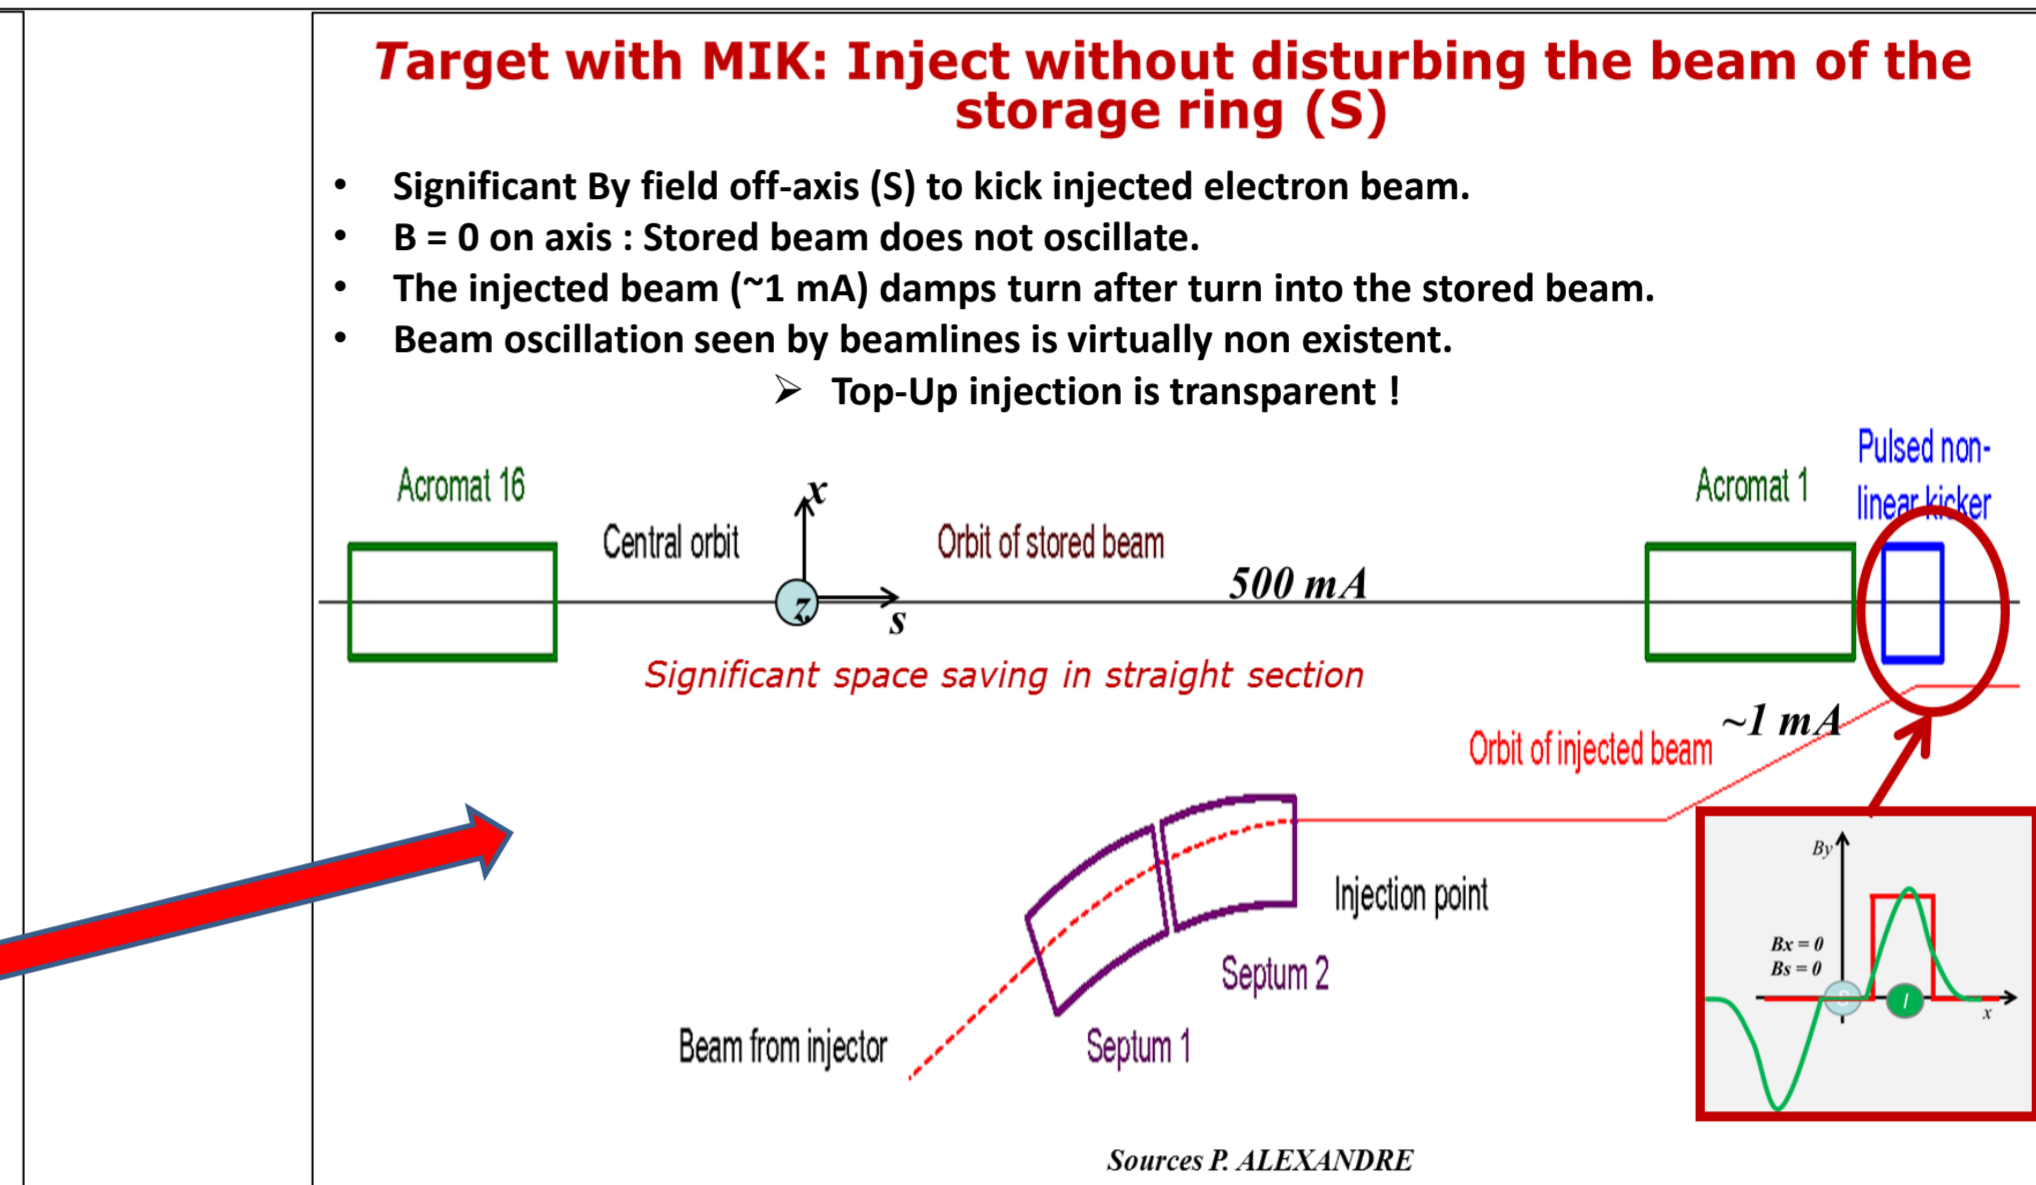 Target with MIK: Inject without disturbing the beam of the
storage ring (S)
• Significant By field off-axis (S) to kick injected electron beam.
• B = 0 on axis : Stored beam does not oscillate.
• The injected beam (~1 mA) damps turn after turn into the stored beam.
• Beam oscillation seen by beamlines is virtually non existent.
➢ Top-Up injection is transparent !
Pulsed non-
linear kicker
Acromat 16
Acromat 1
x
Central orbit
Orbit of stored beam
500 mA
z
s
Significant space saving in straight section
~1 mA
Orbit of injected beam
By
Injection point
Bx = 0
Bs = 0
S
I
x
Septum 2
Beam from injector
Septum 1
Sources P. ALEXANDRE